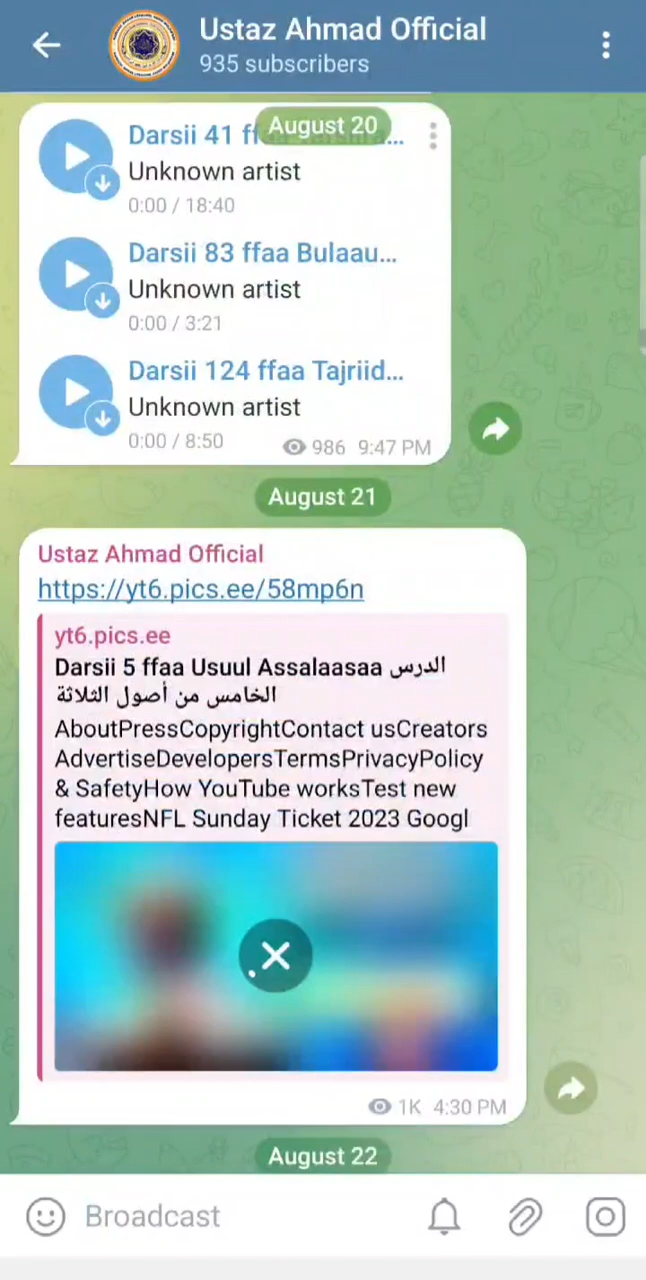 Ustaz Ahmad Official
935 subscribers
August 20
Darsii 41 ff
Unknown artist
0:00 / 18:40
Darsii 83 ffaa Bulaau...
Unknown artist
0:00 / 3:21
Darsii 124 ffaa Tajriid...
Unknown artist
0:00 / 8:50
986 9:47 PM
August 21
Ustaz Ahmad Official
https://yt6.pics.ee/58mp6n
yt6.pics.ee
Darsii 5 ffaa Usuul Assalaasaa الدرس
الخامس من أصول الثلاثة
AboutPressCopyrightContact usCreators
AdvertiseDevelopersTermsPrivacyPolicy
& SafetyHow YouTube worksTest new
featuresNFL Sunday Ticket 2023 Googl
1K 4:30 PM
August 22
Broadcast